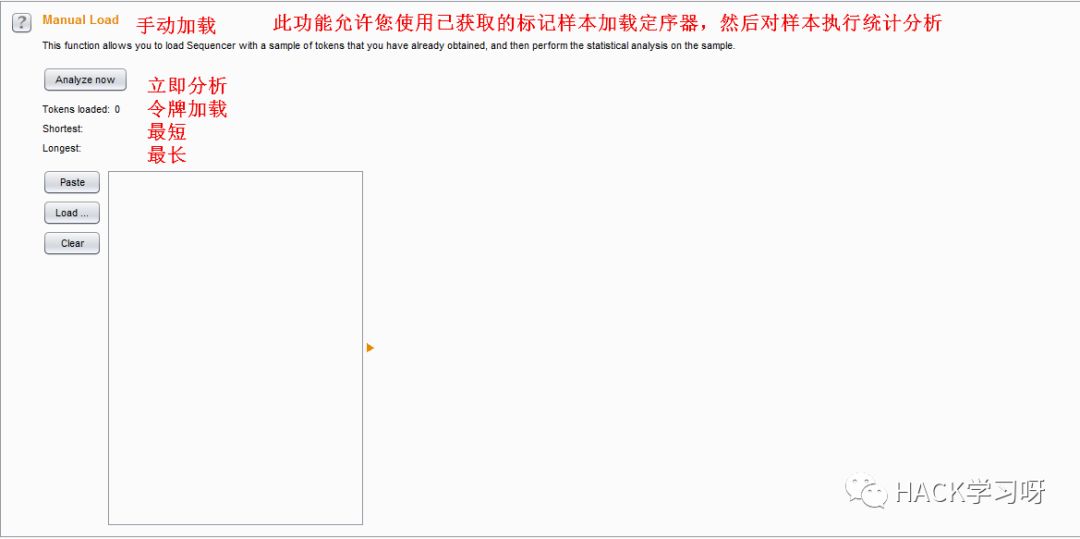 Manual Load 手动加载 此功能允许您使用已获取的标记样本加载定序器，然后对样本执行统计分析
This function allows you to load Sequencer with a sample of tokens that you have already obtained, and then perform the statistical analysis on the sample.
Analyze now 立即分析
Tokens loaded: 0 令牌加载
Shortest: 最短
Longest: 最长
Paste
Load ...
Clear
HACK学习呀